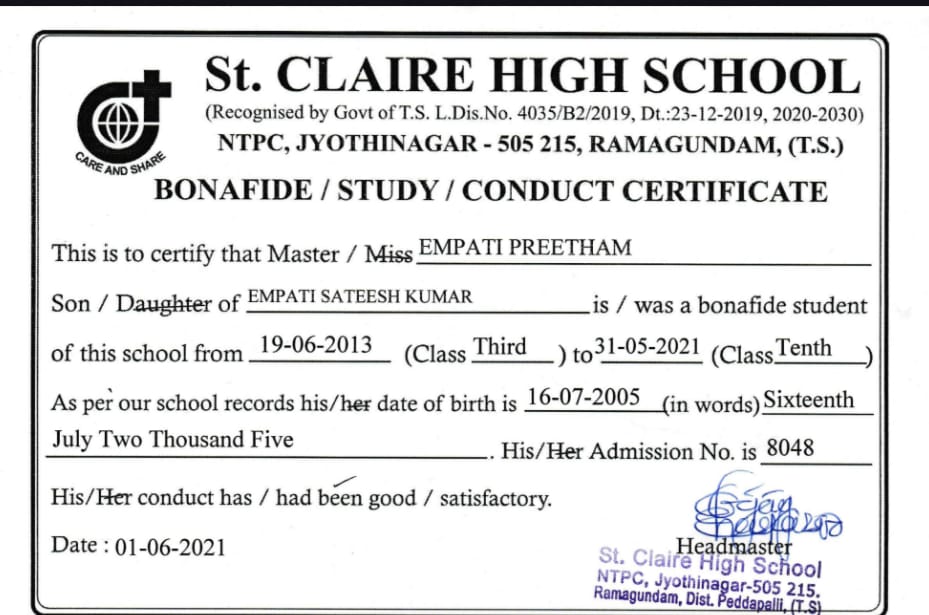 St. CLAIRE HIGH SCHOOL
(Recognised by Govt of T.S. L.Dis.No. 4035/B2/2019, Dt.:23-12-2019, 2020-2030)
NTPC, JYOTHINAGAR - 505 215, RAMAGUNDAM, (T.S.)
CARE AND SHARE
BONAFIDE / STUDY / CONDUCT CERTIFICATE
This is to certify that Master / Miss EMPATI PREETHAM
Son / Daughter of EMPATI SATEESH KUMAR is / was a bonafide student
of this school from 19-06-2013 (Class Third ) to 31-05-2021 (Class Tenth )
As per our school records his/her date of birth is 16-07-2005 (in words) Sixteenth
July Two Thousand Five . His/Her Admission No. is 8048
His/Her conduct has / had been good / satisfactory.
Date : 01-06-2021
Headmaster
St. Claire High School
NTPC, Jyothinagar-505 215.
Ramagundam, Dist. Peddapalli, (T.S)